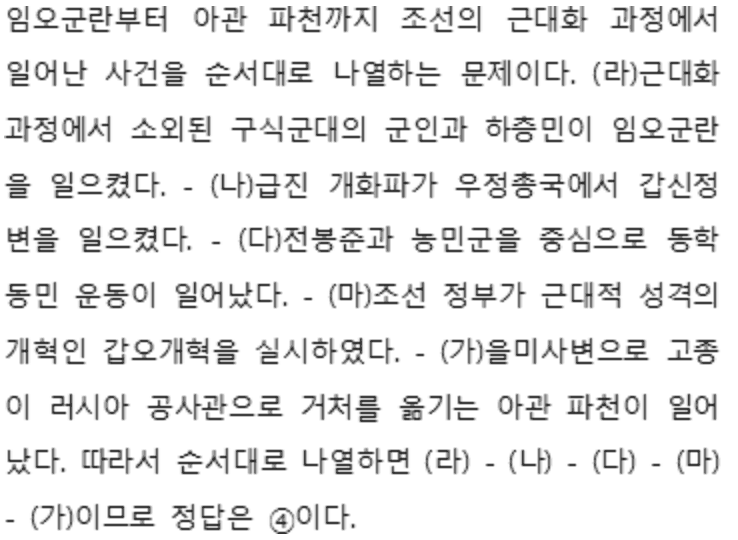 임오군란부터 아관 파천까지 조선의 근대화 과정에서
일어난 사건을 순서대로 나열하는 문제이다. (라)근대화
과정에서 소외된 구식군대의 군인과 하층민이 임오군란
을 일으켰다. - (나)급진 개화파가 우정총국에서 갑신정
변을 일으켰다. - (다)전봉준과 농민군을 중심으로 동학
동민 운동이 일어났다. - (마)조선 정부가 근대적 성격의
개혁인 갑오개혁을 실시하였다. - (가)을미사변으로 고종
이 러시아 공사관으로 거처를 옮기는 아관 파천이 일어
났다. 따라서 순서대로 나열하면 (라) - (나) - (다) - (마)
- (가)이므로 정답은 ④이다.